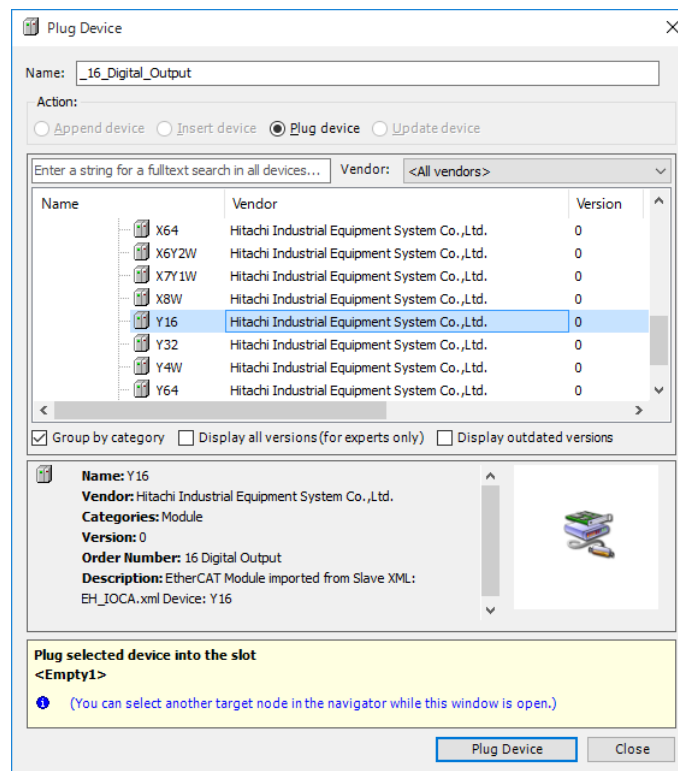 Plug Device
Name: _16_Digital_Output
Action:
Append device Insert device Plug device Update device
Enter a string for a fulltext search in all devices... Vendor: <All vendors>
Name Vendor Version
X64 Hitachi Industrial Equipment System Co.,Ltd. 0
X6Y2W Hitachi Industrial Equipment System Co.,Ltd. 0
X7Y1W Hitachi Industrial Equipment System Co.,Ltd. 0
X8W Hitachi Industrial Equipment System Co.,Ltd. 0
Y16 Hitachi Industrial Equipment System Co.,Ltd. 0
Y32 Hitachi Industrial Equipment System Co.,Ltd. 0
Y4W Hitachi Industrial Equipment System Co.,Ltd. 0
Y64 Hitachi Industrial Equipment System Co.,Ltd. 0
Group by category Display all versions (for experts only) Display outdated versions
Name: Y16
Vendor: Hitachi Industrial Equipment System Co.,Ltd.
Categories: Module
Version: 0
Order Number: 16 Digital Output
Description: EtherCAT Module imported from Slave XML:
EH_IOCA.xml Device: Y16
Plug selected device into the slot
<Empty1>
(You can select another target node in the navigator while this window is open.)
Plug Device Close